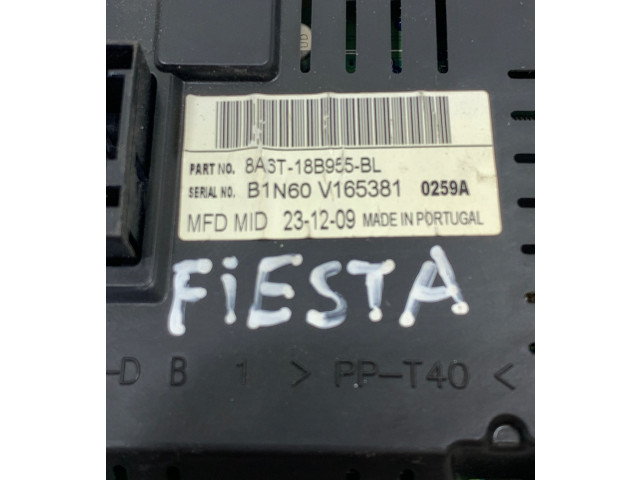 PART NO. 8A3T-18B955-BL
SERIAL NO. B1N60 V165381 0259A
MFD MID 23-12-09 MADE IN PORTUGAL
FiESTA
-D B 1 > PP-T40 <